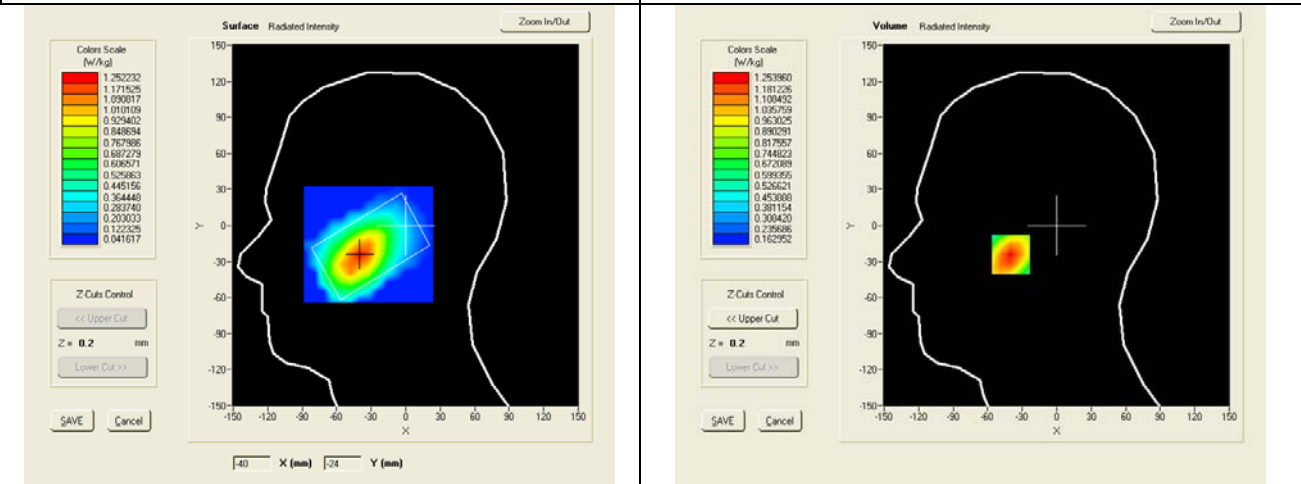 Surface Radiated Intensity
Zoom In/Out
Colors Scale
(W/kg)
1.252232
1.171525
1.090817
1.010109
0.929402
0.848694
0.767986
0.687279
0.606571
0.525863
0.445156
0.364448
0.283740
0.203033
0.122325
0.041617
150
120
90
60
30
0
-30
-60
-90
-120
-150
Y
-150 -120 -90 -60 -30 0 30 60 90 120 150
X
Z-Cuts Control
<< Upper Cut
Z = 0.2 mm
Lower Cut >>
SAVE Cancel
-40 X (mm) -24 Y (mm)
Volume Radiated Intensity
Zoom In/Out
Colors Scale
(W/kg)
1.253960
1.181226
1.108492
1.035759
0.963025
0.890291
0.817557
0.744823
0.672089
0.599355
0.526621
0.453888
0.381154
0.308420
0.235686
0.162952
150
120
90
60
30
0
-30
-60
-90
-120
-150
Y
-150 -120 -90 -60 -30 0 30 60 90 120 150
X
Z-Cuts Control
<< Upper Cut
Z = 0.2 mm
Lower Cut >>
SAVE Cancel